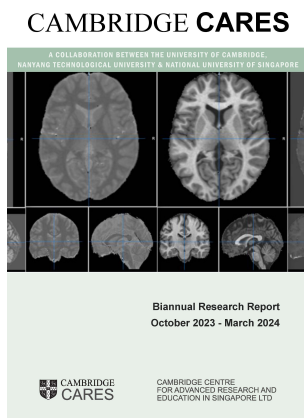 CAMBRIDGE CARES
A COLLABORATION BETWEEN THE UNIVERSITY OF CAMBRIDGE,
NANYANG TECHNOLOGICAL UNIVERSITY & NATIONAL UNIVERSITY OF SINGAPORE
Biannual Research Report
October 2023 - March 2024
CAMBRIDGE
CARES
CAMBRIDGE CENTRE
FOR ADVANCED RESEARCH AND
EDUCATION IN SINGAPORE LTD